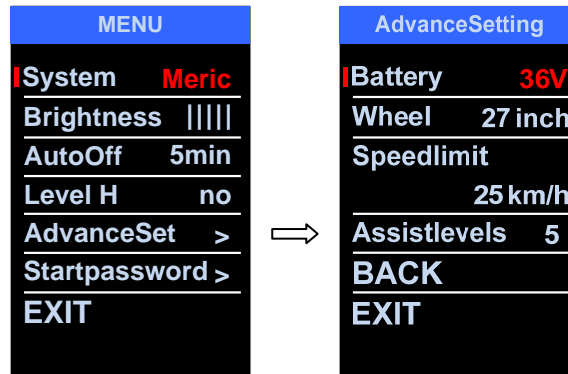 MENU
System Meric
Brightness |||||
AutoOff 5min
Level H no
AdvanceSet >
Startpassword >
EXIT
AdvanceSetting
Battery 36V
Wheel 27 inch
Speedlimit
25 km/h
Assistlevels 5
BACK
EXIT